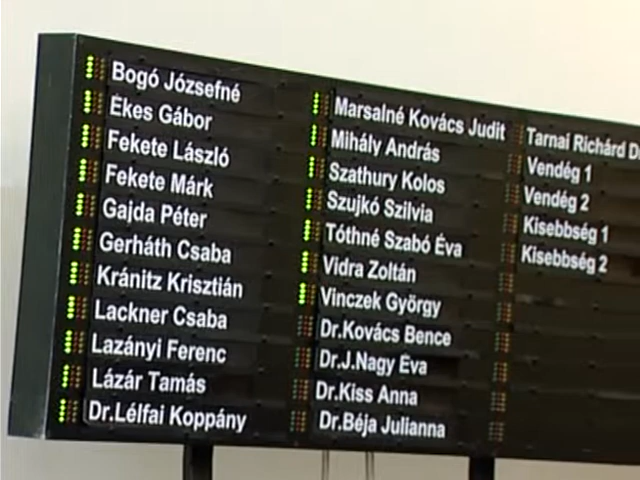 Bogó Józsefné
Ékes Gábor
Fekete László
Fekete Márk
Gajda Péter
Gerháth Csaba
Kránitz Krisztián
Lackner Csaba
Lazányi Ferenc
Lázár Tamás
Dr.Lélfai Koppány
Marsalné Kovács Judit
Mihály András
Szathury Kolos
Szujkó Szilvia
Tóthné Szabó Éva
Vidra Zoltán
Vinczek György
Dr.Kovács Bence
Dr.J.Nagy Éva
Dr.Kiss Anna
Dr.Béja Julianna
Tarnai Richárd D
Vendég 1
Vendég 2
Kisebbség 1
Kisebbség 2